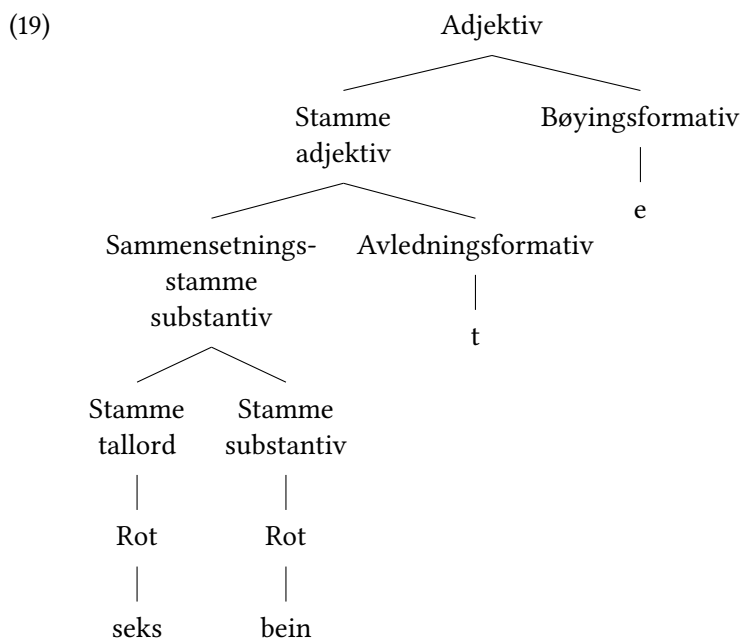 (19) Adjektiv
Stamme
adjektiv
Bøyingsformativ
e
Sammensetnings-
stamme
substantiv
Avledningsformativ
t
Stamme
tallord
Stamme
substantiv
Rot
Rot
seks
bein